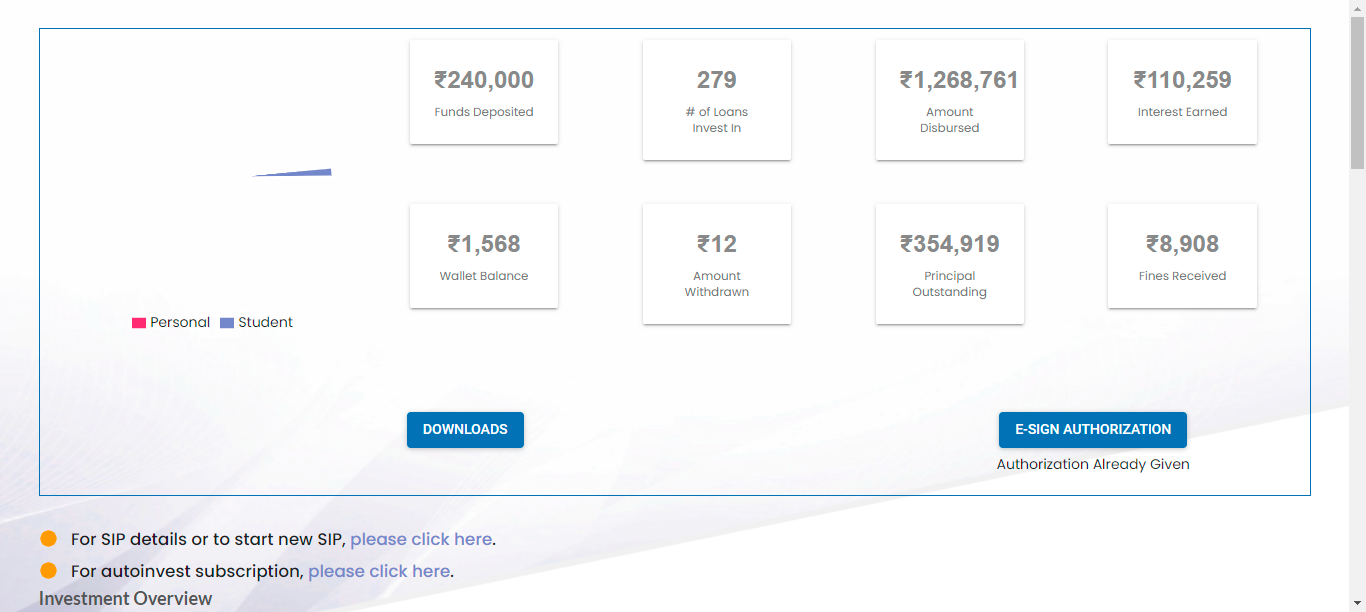 ₹240,000
Funds Deposited
279
# of Loans
Invest In
₹1,268,761
Amount
Disbursed
₹110,259
Interest Earned
₹1,568
Wallet Balance
₹12
Amount
Withdrawn
₹354,919
Principal
Outstanding
₹8,908
Fines Received
Personal Student
DOWNLOADS
E-SIGN AUTHORIZATION
Authorization Already Given
For SIP details or to start new SIP, please click here.
For autoinvest subscription, please click here.
Investment Overview